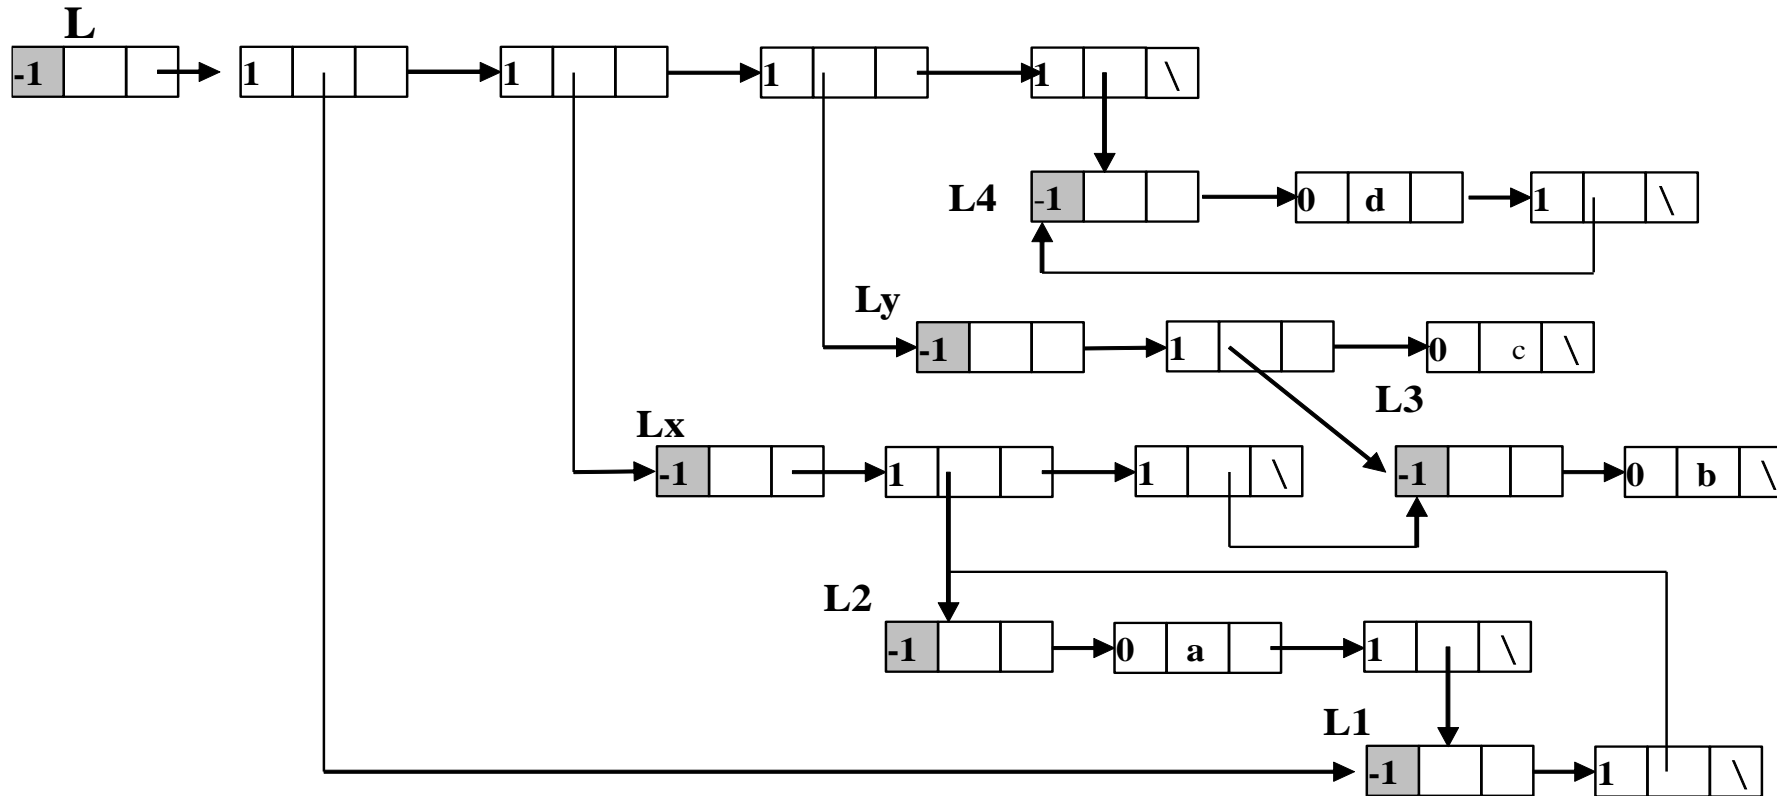 L
-1 1 1 1 1 \
L4 -1 0 d 1 \
Ly
-1 1 0 c \
L3
Lx
-1 1 1 \ -1 0 b \
L2
-1 0 a 1 \
L1
-1 1 \